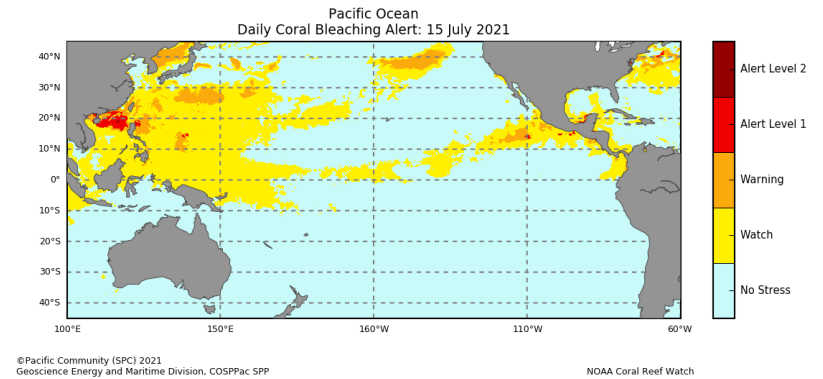 Pacific Ocean
Daily Coral Bleaching Alert: 15 July 2021
40°N
30°N
20°N
10°N
0°
10°S
20°S
30°S
40°S
100°E
150°E
160°W
110°W
60°W
Alert Level 2
Alert Level 1
Warning
Watch
No Stress
©Pacific Community (SPC) 2021
Geoscience Energy and Maritime Division, COSPPac SPP
NOAA Coral Reef Watch